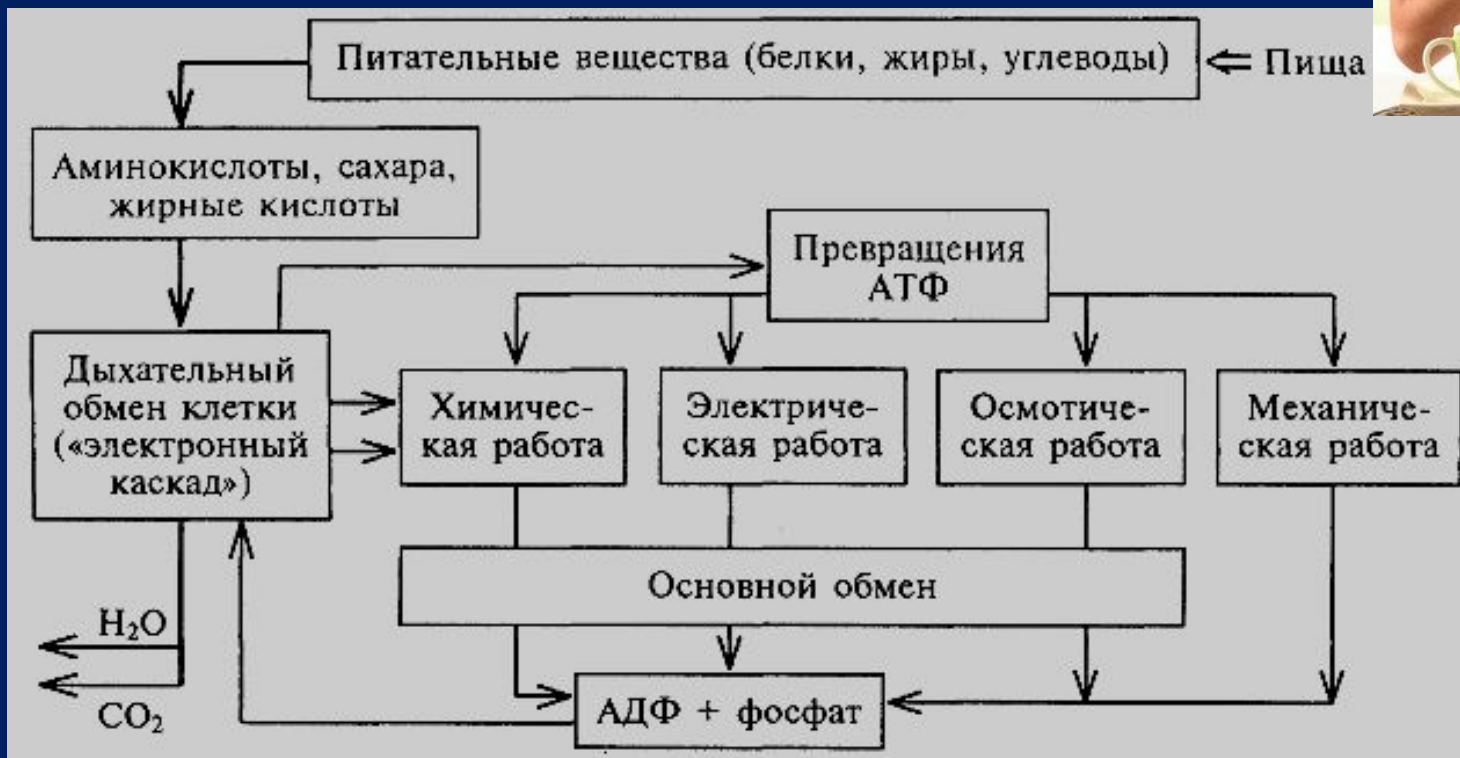 Питательные вещества (белки, жиры, углеводы)
⇐ Пища
Аминокислоты, сахара,
жирные кислоты
Превращения
АТФ
Дыхательный
обмен клетки
(«электронный
каскад»)
Химичес-
кая работа
Электриче-
ская работа
Осмотиче-
ская работа
Механиче-
ская работа
Основной обмен
H₂O
CO₂
АДФ + фосфат